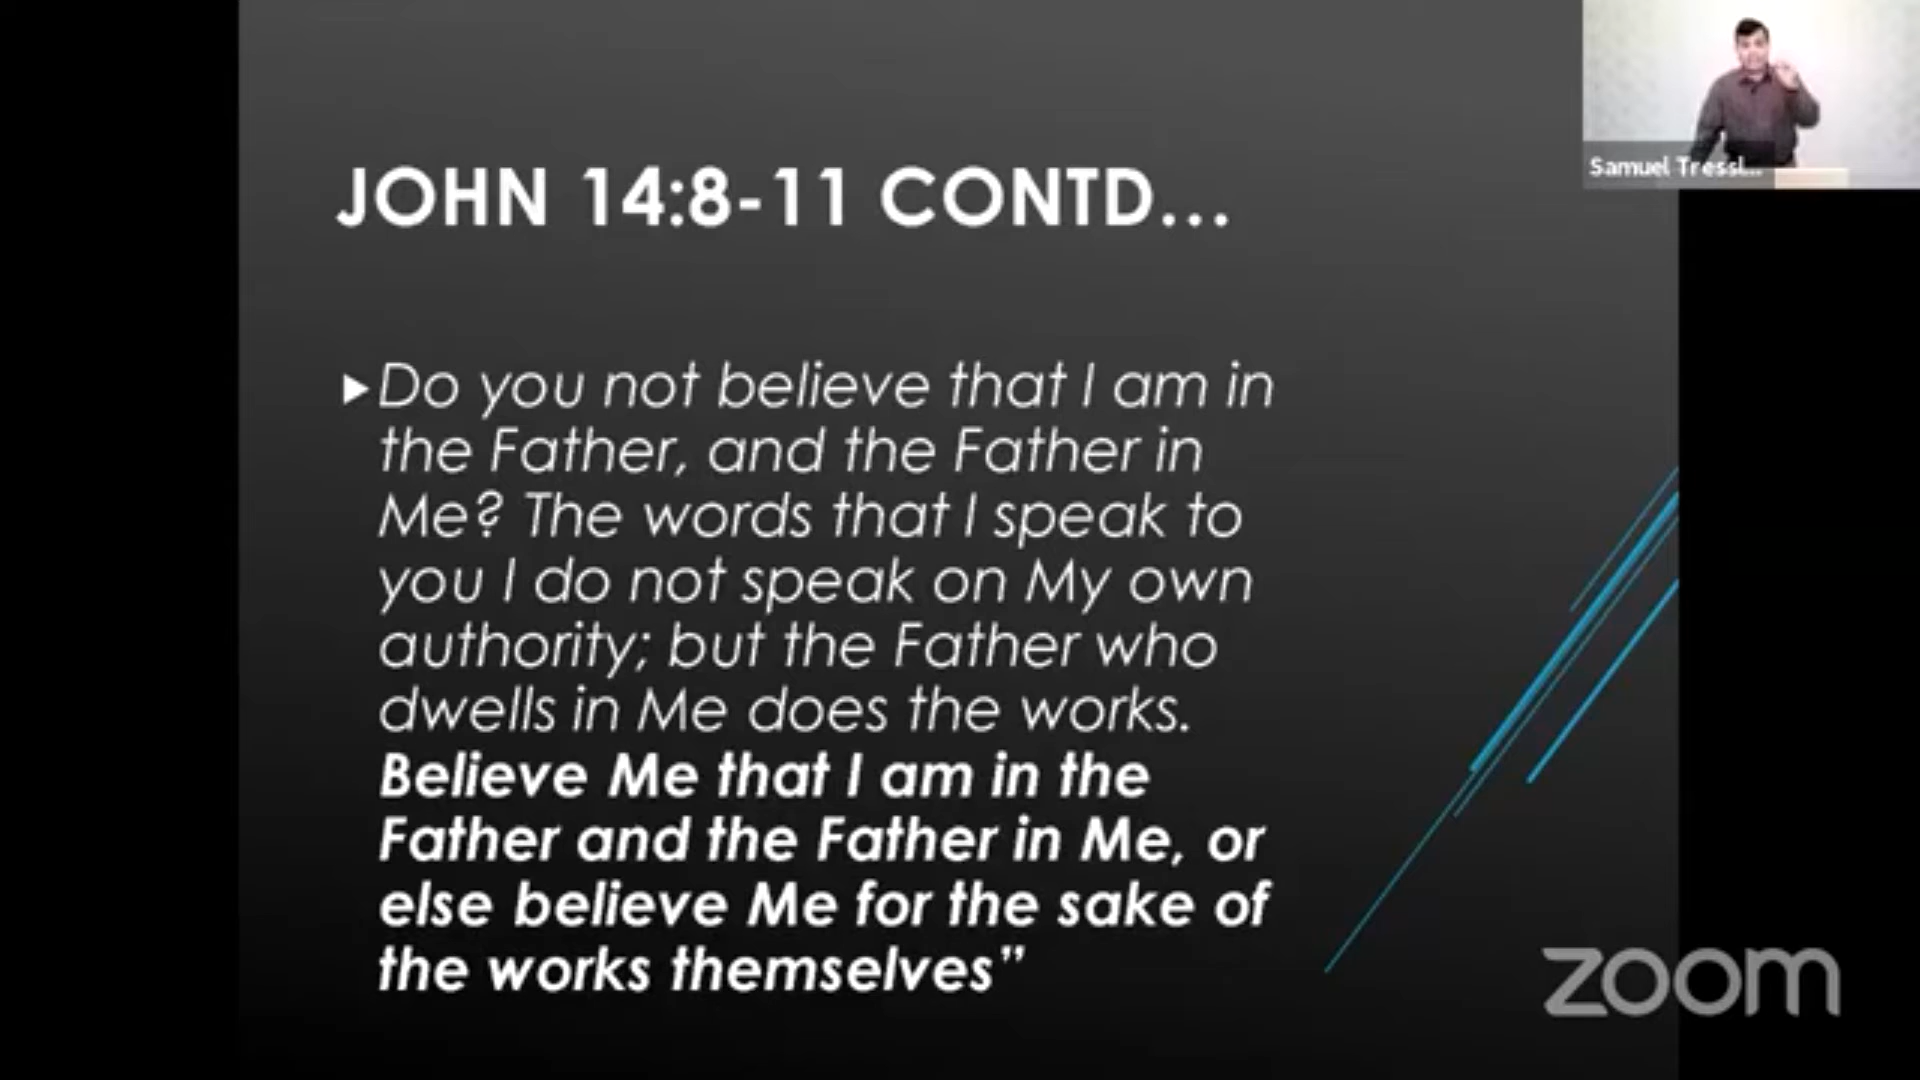 JOHN 14:8-11 CONTD...
Do you not believe that I am in
the Father, and the Father in
Me? The words that I speak to
you I do not speak on My own
authority; but the Father who
dwells in Me does the works.
Believe Me that I am in the
Father and the Father in Me, or
else believe Me for the sake of
the works themselves”
Samuel Tressl...
zoom